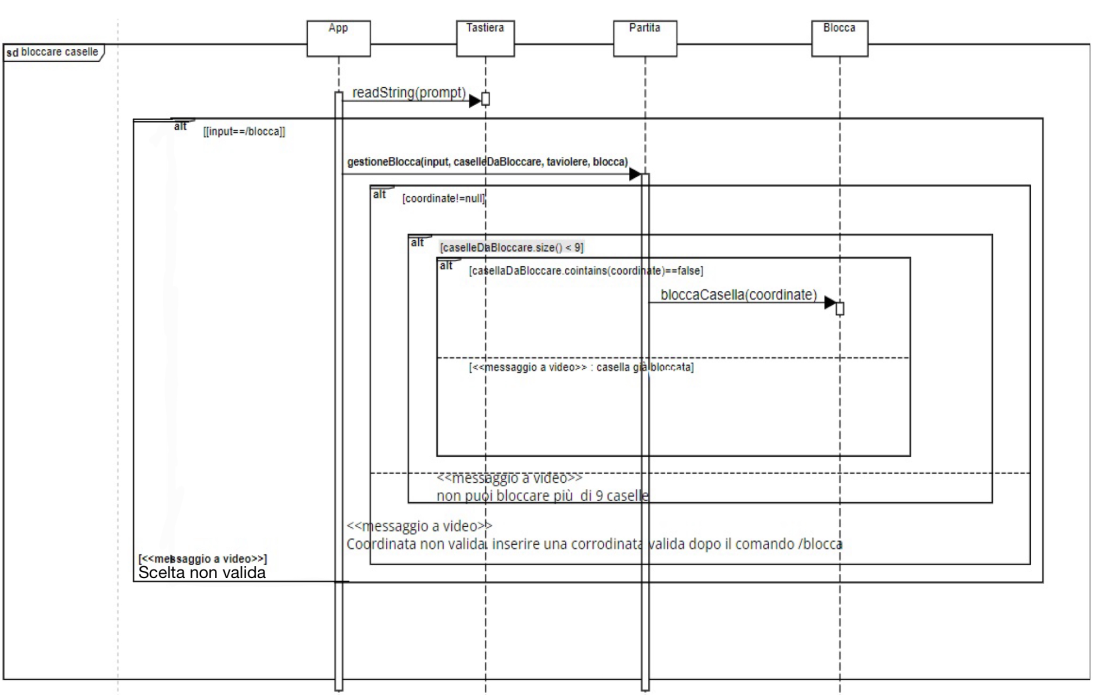 App
Tastiera
Partita
Blocca
sd bloccare caselle
readString(prompt)
alt
[[input==/blocca]]
gestioneBlocca(input, caselleDaBloccare, taviolere, blocca)
alt
[coordinate!=null]
alt
[caselleDaBloccare.size() < 9]
alt
[casellaDaBloccare.cointains(coordinate)==false]
bloccaCasella(coordinate)
[<<messaggio a video>> : casella già bloccata]
<<messaggio a video>>
non puoi bloccare più di 9 caselle
<<messaggio a video>>
Coordinata non valida, inserire una corrodinata valida dopo il comando /blocca
[<<messaggio a video>>]
Scelta non valida